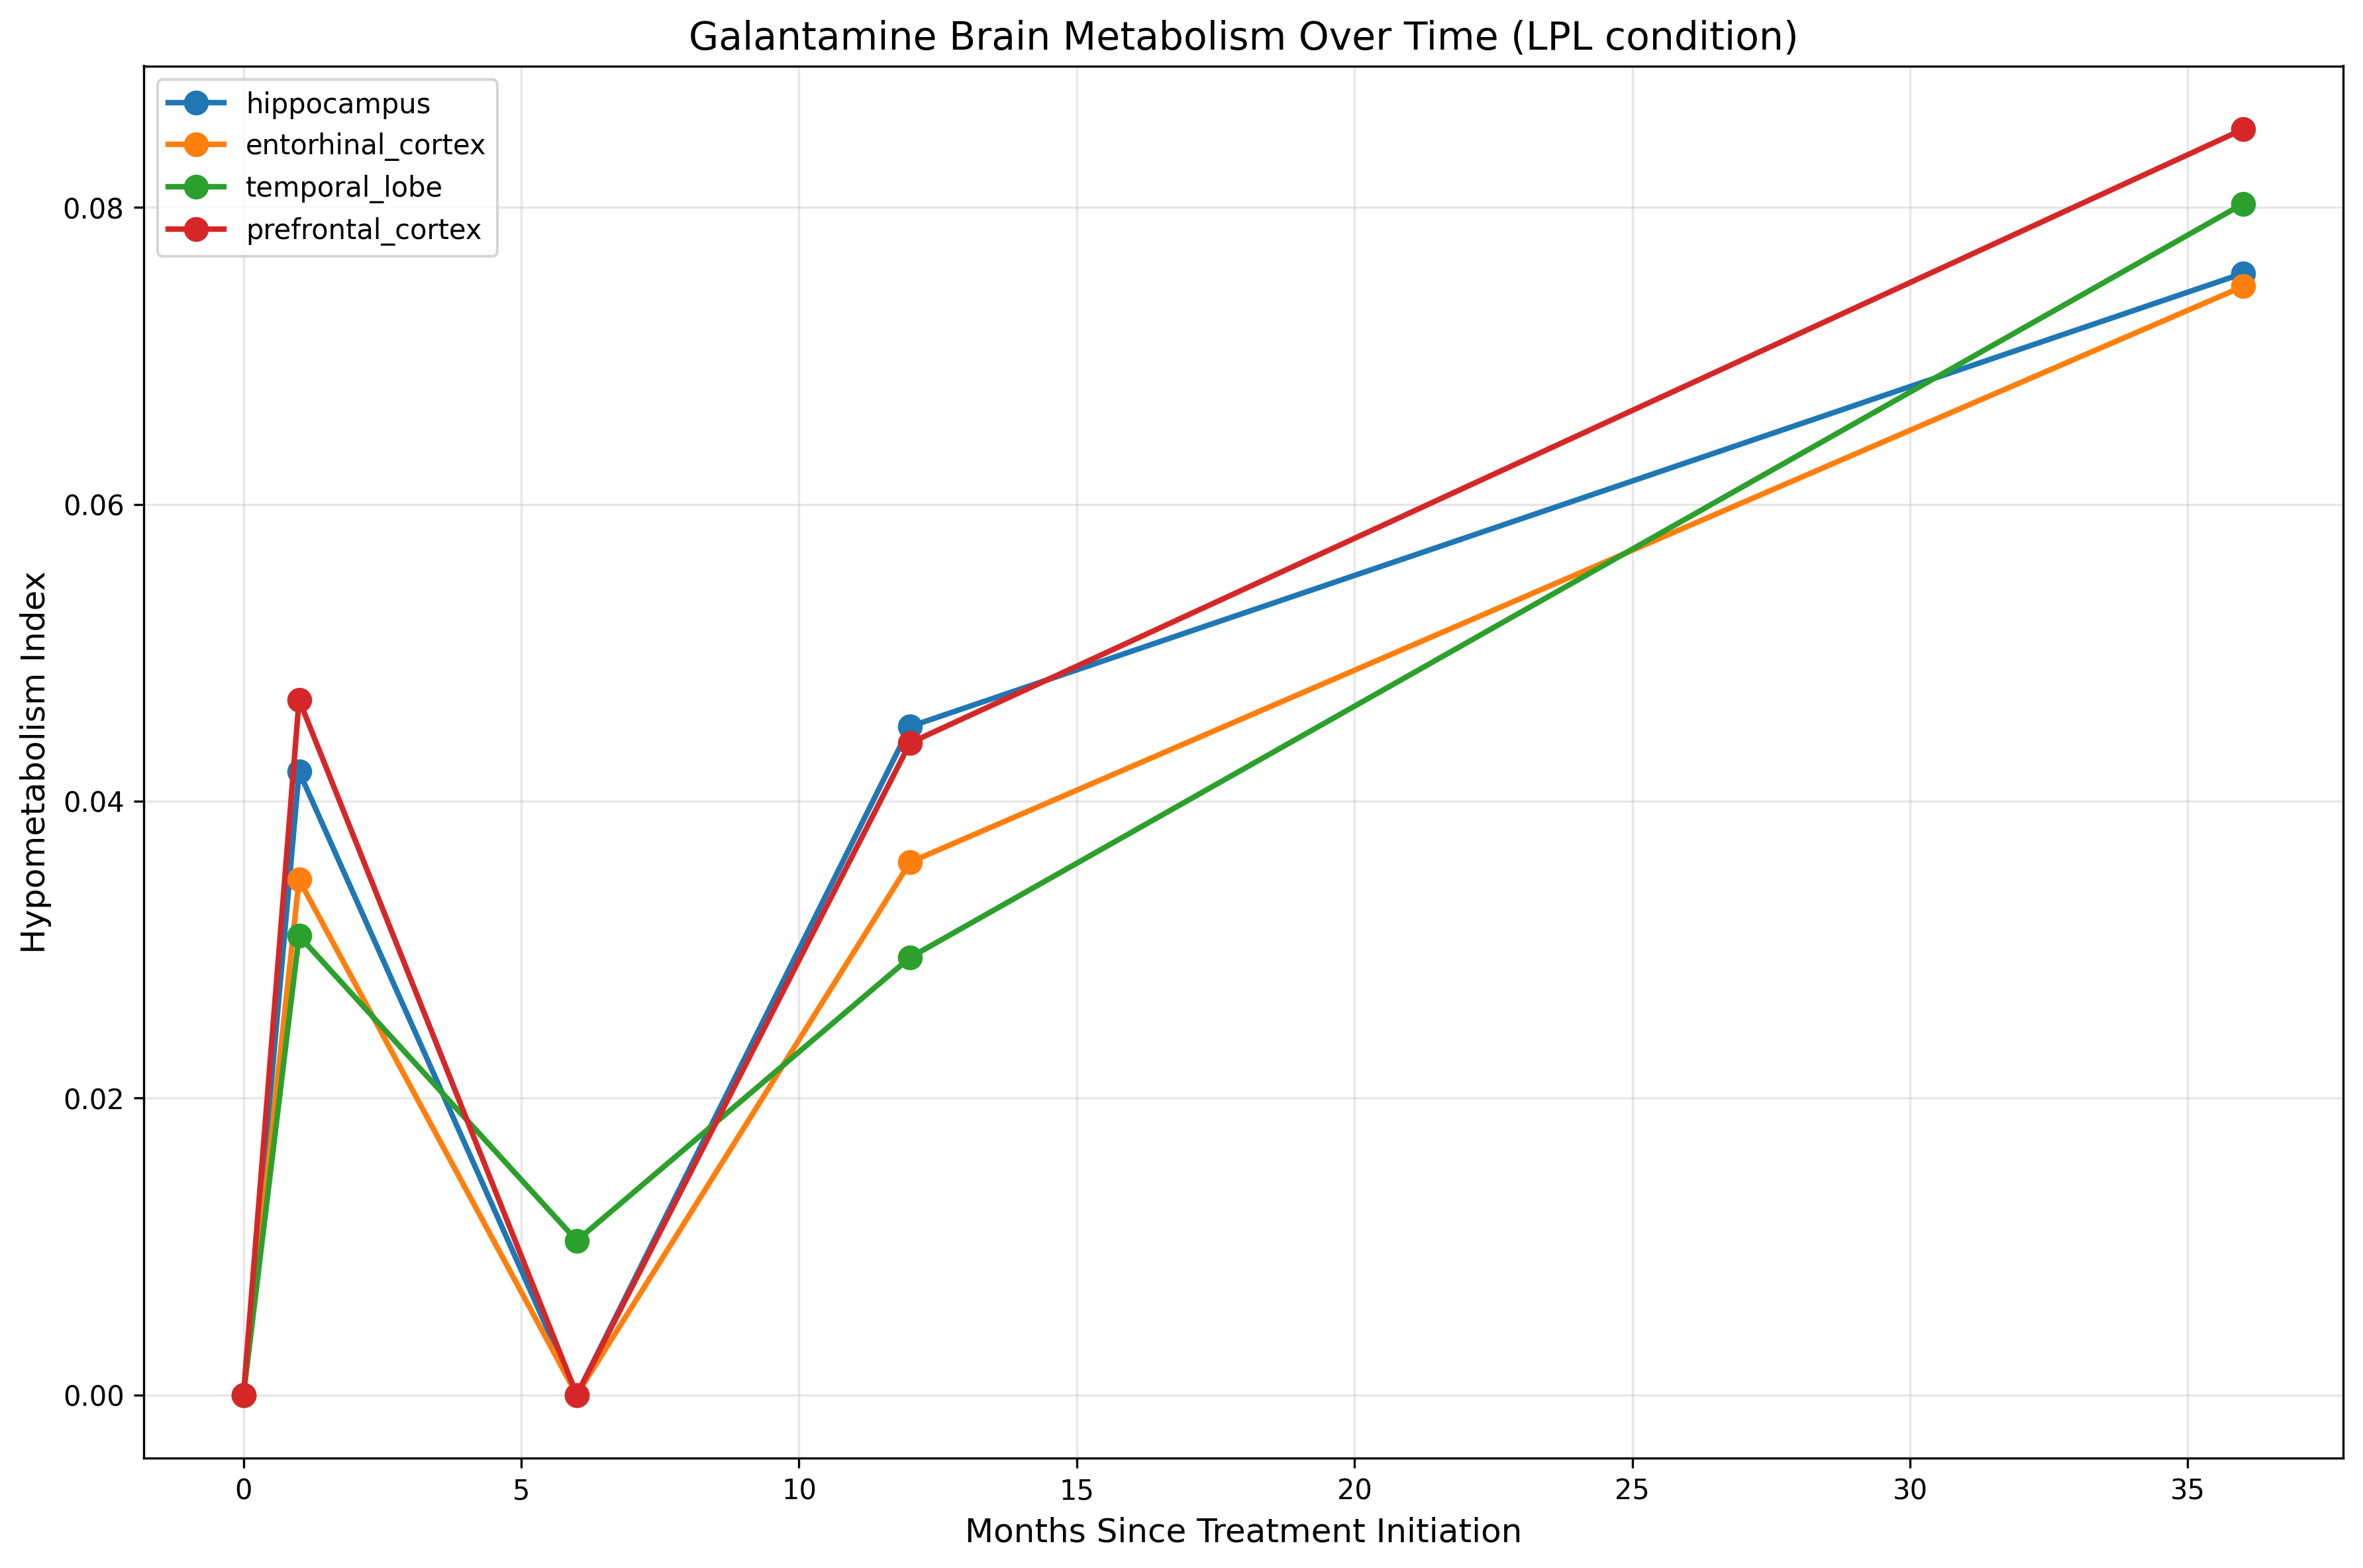 Galantamine Brain Metabolism Over Time (LPL condition)
hippocampus
entorhinal_cortex
temporal_lobe
prefrontal_cortex
Hypometabolism Index
0.08
0.06
0.04
0.02
0.00
0 5 10 15 20 25 30 35
Months Since Treatment Initiation